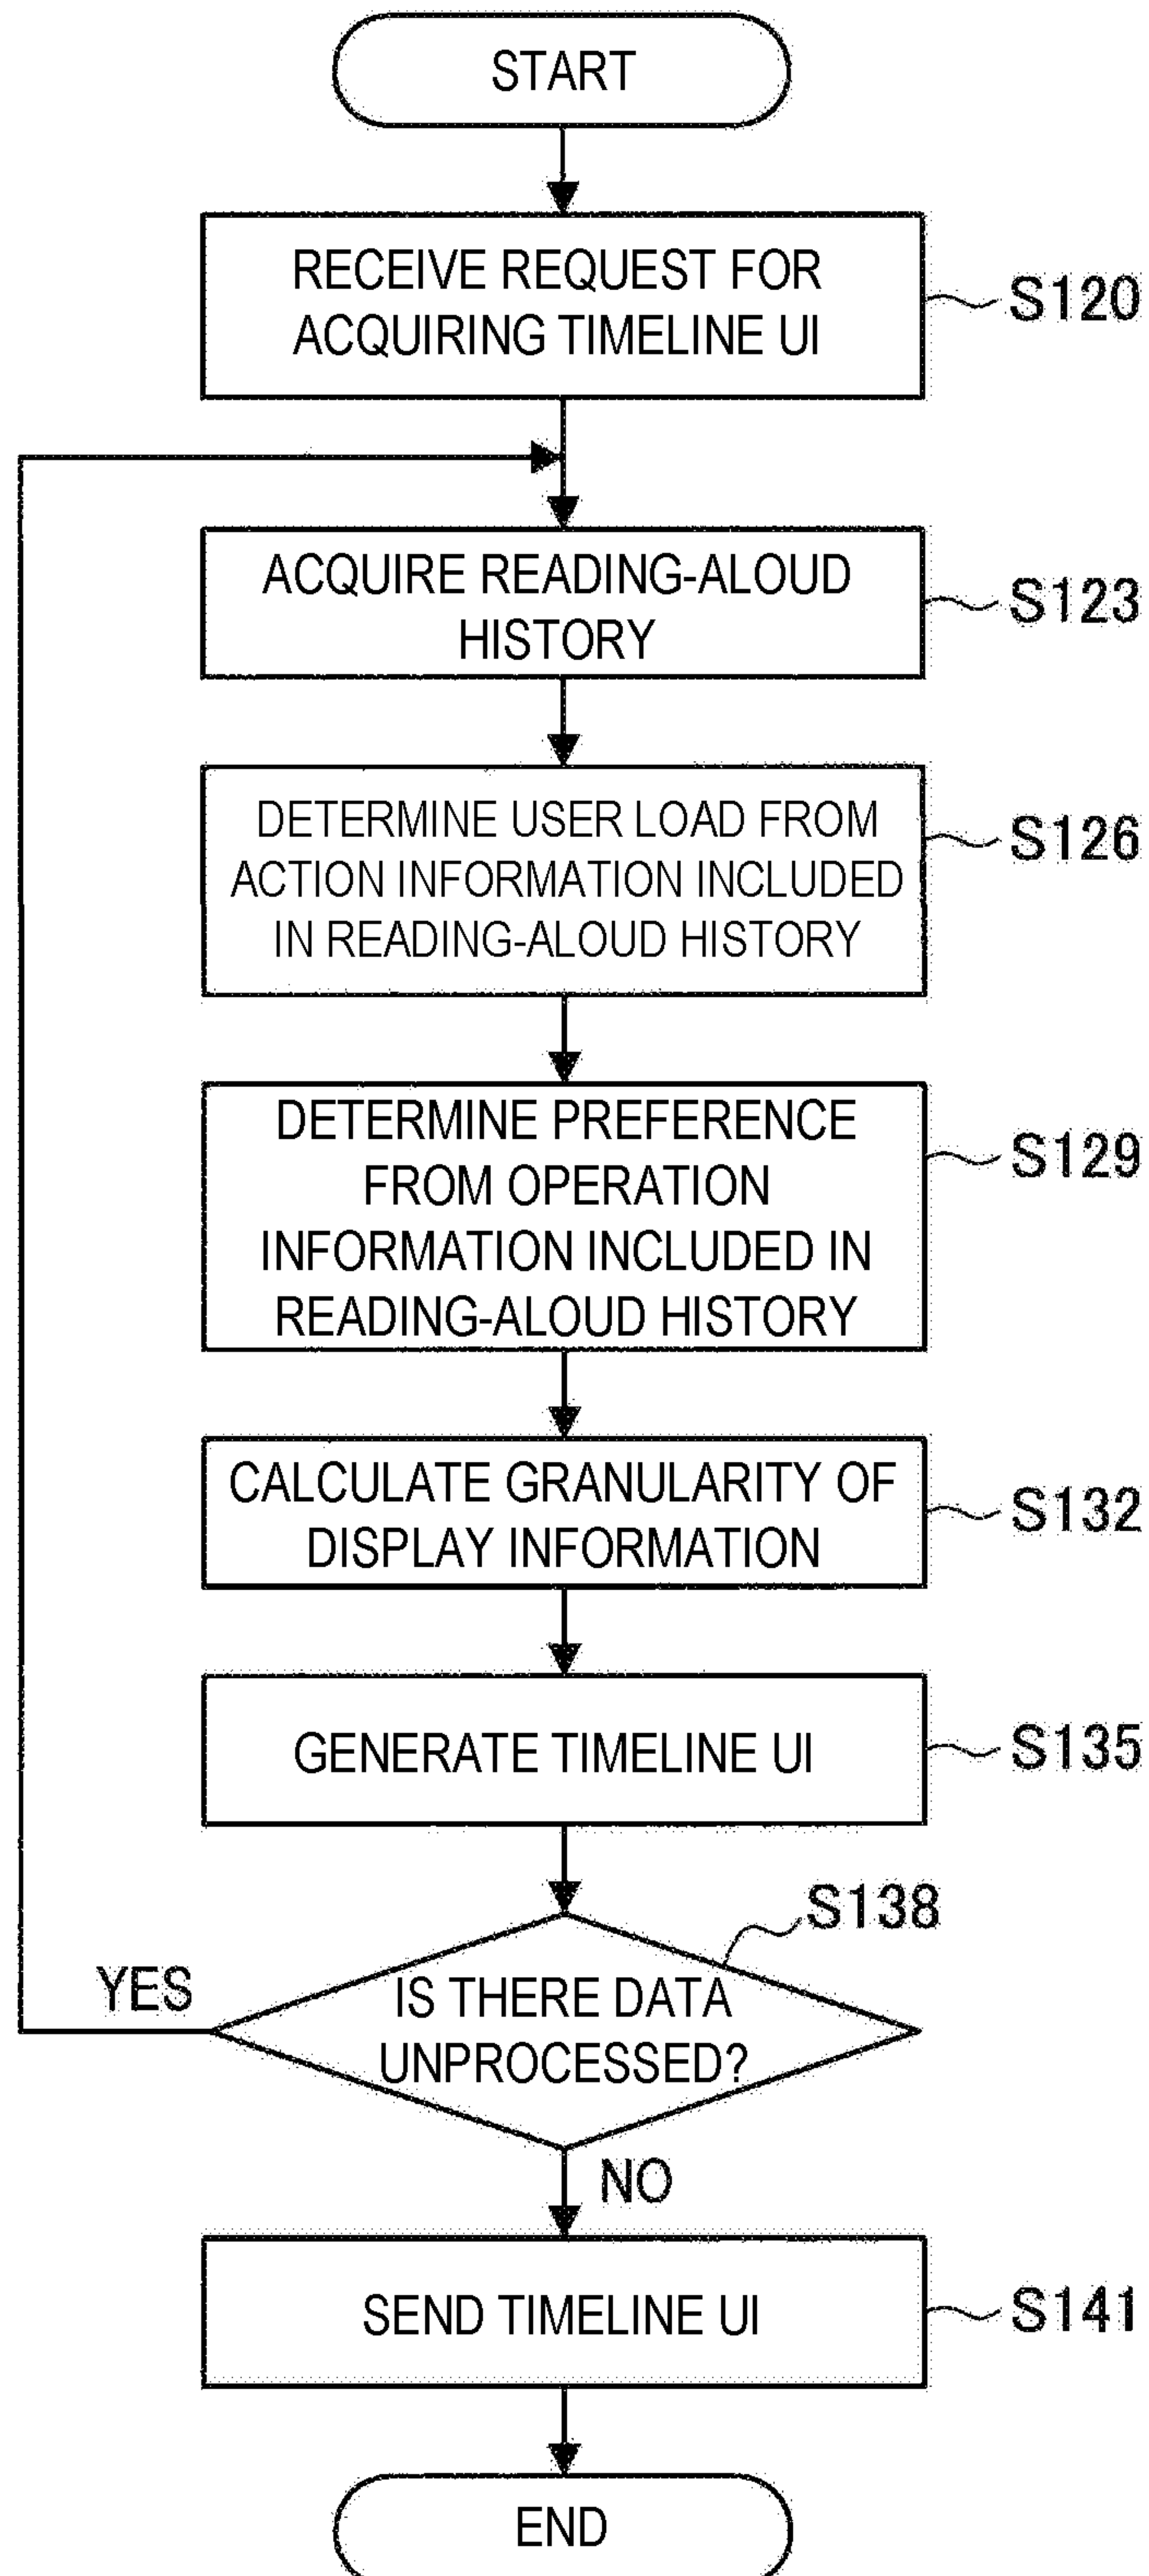 START
RECEIVE REQUEST FOR
ACQUIRING TIMELINE UI
S120
ACQUIRE READING-ALOUD
HISTORY
S123
DETERMINE USER LOAD FROM
ACTION INFORMATION INCLUDED
IN READING-ALOUD HISTORY
S126
DETERMINE PREFERENCE
FROM OPERATION
INFORMATION INCLUDED IN
READING-ALOUD HISTORY
S129
CALCULATE GRANULARITY OF
DISPLAY INFORMATION
S132
GENERATE TIMELINE UI
S135
S138
YES
IS THERE DATA
UNPROCESSED?
NO
SEND TIMELINE UI
S141
END